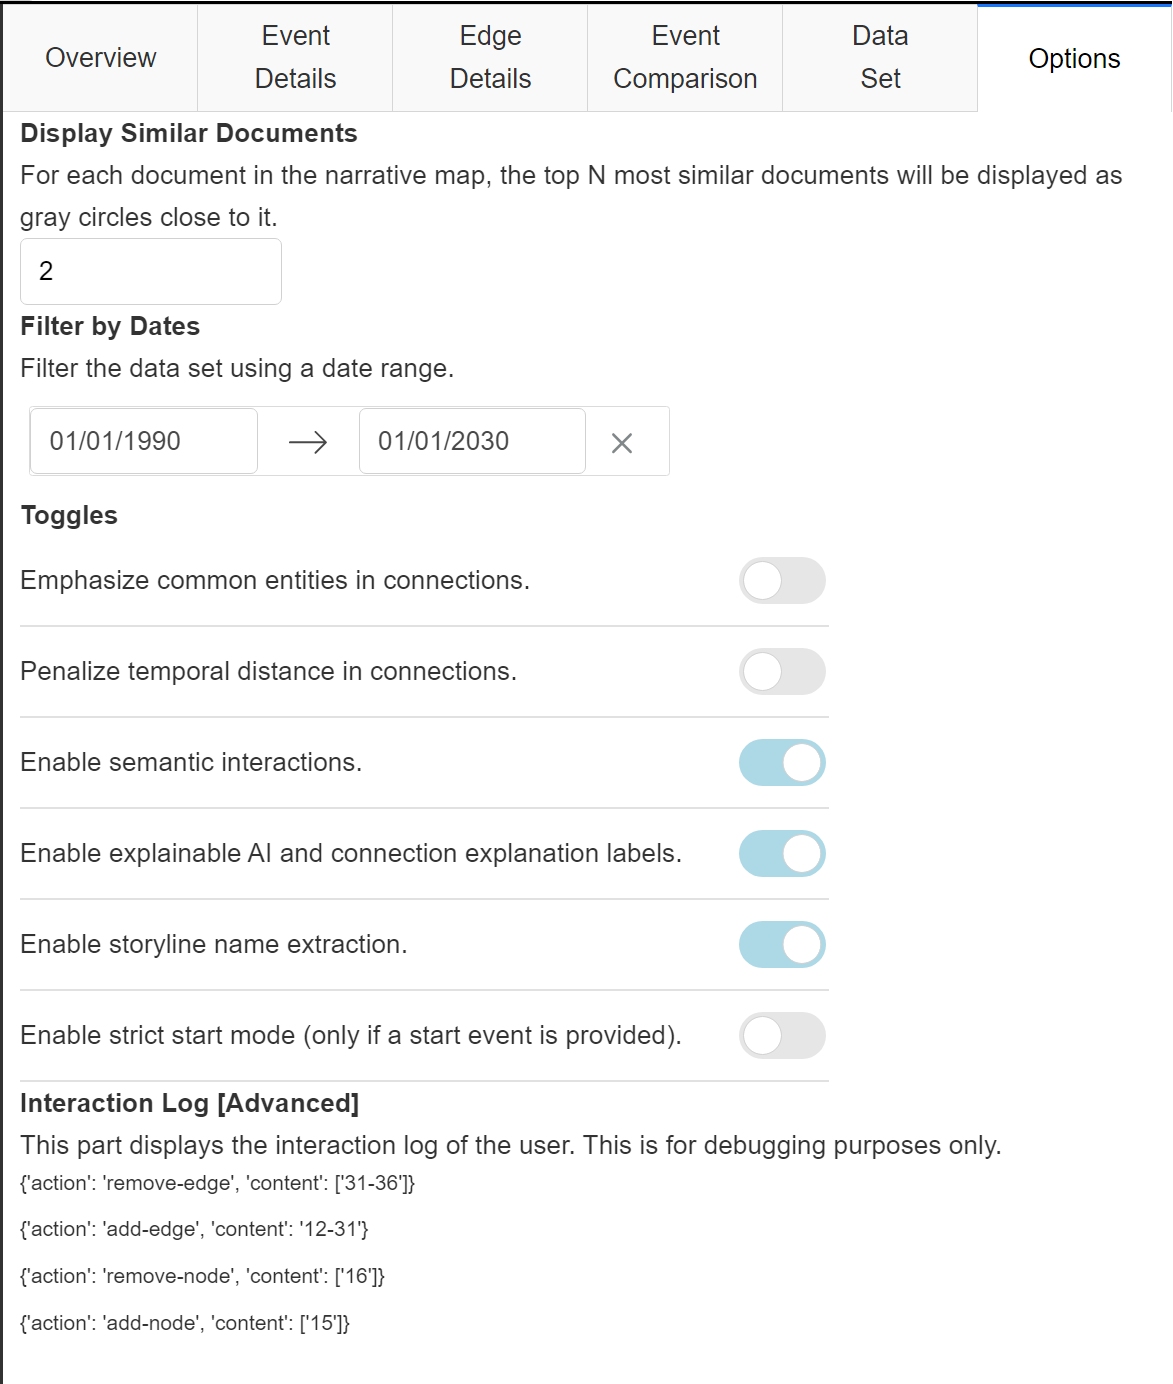 Overview
Event
Details
Edge
Details
Event
Comparison
Data
Set
Options
Display Similar Documents
For each document in the narrative map, the top N most similar documents will be displayed as
gray circles close to it.
2
Filter by Dates
Filter the data set using a date range.
01/01/1990 → 01/01/2030 ×
Toggles
Emphasize common entities in connections.
Penalize temporal distance in connections.
Enable semantic interactions.
Enable explainable AI and connection explanation labels.
Enable storyline name extraction.
Enable strict start mode (only if a start event is provided).
Interaction Log [Advanced]
This part displays the interaction log of the user. This is for debugging purposes only.
{'action': 'remove-edge', 'content': ['31-36']}
{'action': 'add-edge', 'content': '12-31'}
{'action': 'remove-node', 'content': ['16']}
{'action': 'add-node', 'content': ['15']}